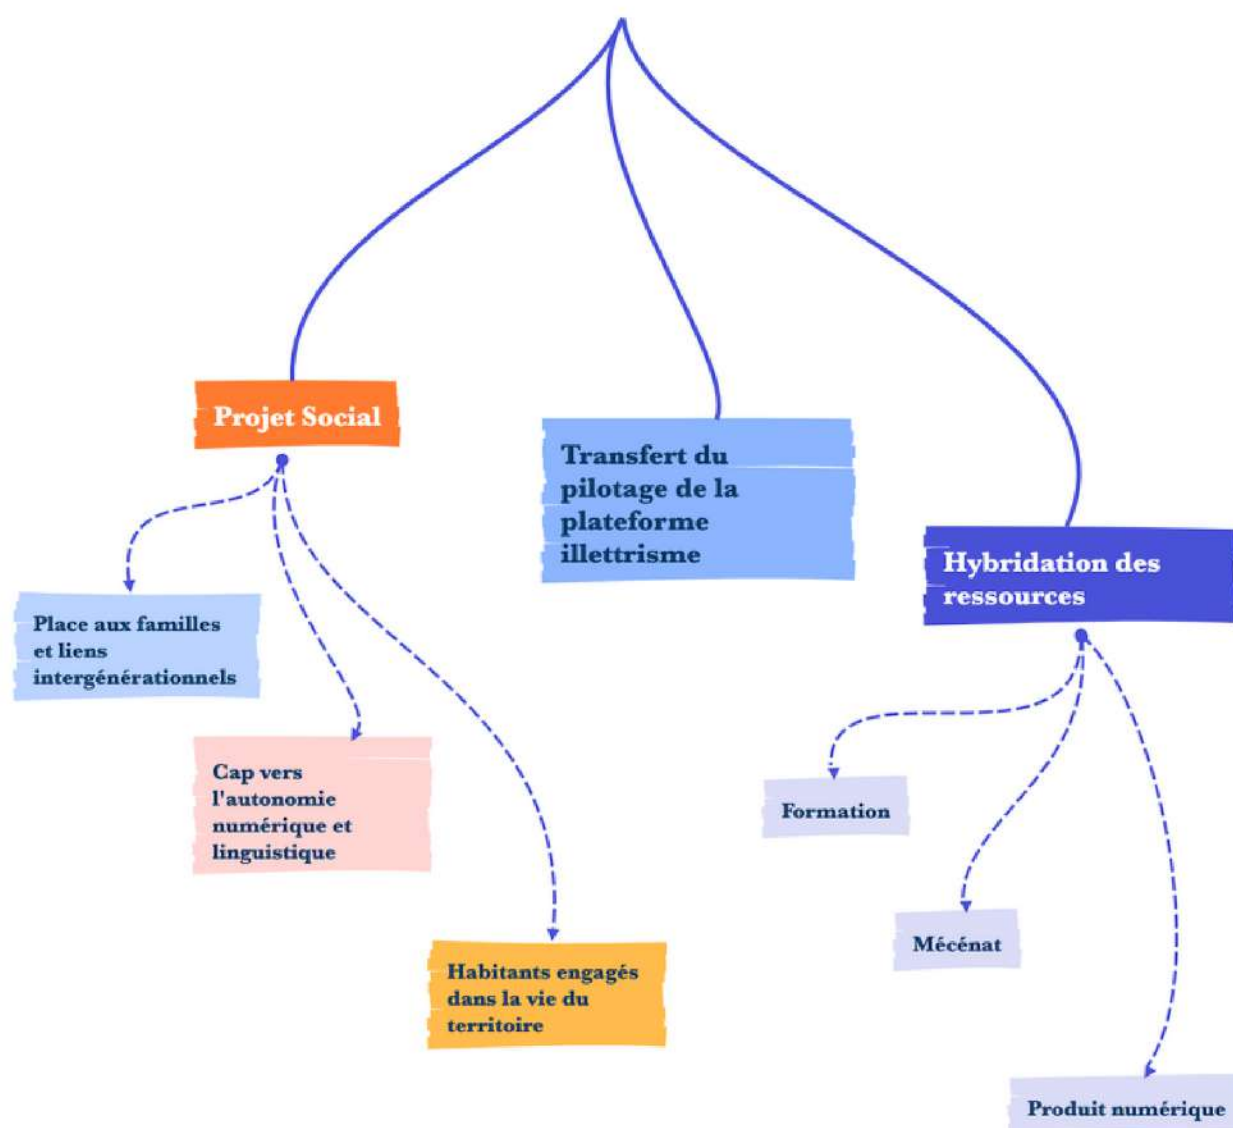 Projet Social
Transfert du
pilotage de la
plateforme
illettrisme
Hybridation des
ressources
Place aux familles
et liens
intergénérationnels
Cap vers
l'autonomie
numérique et
linguistique
Habitants engagés
dans la vie du
territoire
Formation
Mécénat
Produit numérique